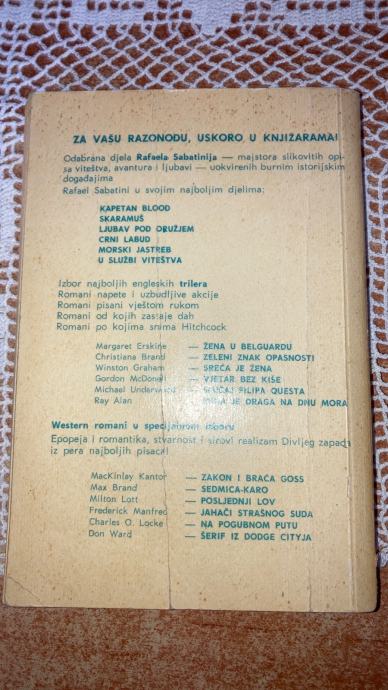 ZA VAŠU RAZONODU, USKORO U KNJIŽARAMA!
Odabrana djela Rafaela Sabatinija — majstora slikovitih opi-
sa viteštva, avantura i ljubavi — uokvirenih burnim istorijskim
događajima
Rafael Sabatini u svojim najboljim djelima:
KAPETAN BLOOD
SKARAMUŠ
LJUBAV POD ORUŽJEM
CRNI LABUD
MORSKI JASTREB
U SLUŽBI VITEŠTVA
Izbor najboljih engleskih trilera
Romani napete i uzbudljive akcije
Romani pisani vještom rukom
Romani od kojih zastaje dah
Romani po kojima snima Hitchcock
Margaret Erskine — ŽENA U BELGUARDU
Christiana Brand — ZELENI ZNAK OPASNOSTI
Winston Graham — SREĆA JE ŽENA
Gordon McDonell — VJETAR BEZ KIŠE
Michael Underwood — SLUČAJ FILIPA QUESTA
Ray Alan — JE DRAGA NA DNU MORA
Western romani u specijalnom izboru
Epopeja i romantika, stvarnost i sirovi realizam Divljeg zapada
iz pera najboljih pisaca!
MacKinlay Kantor — ZAKON I BRAĆA GOSS
Max Brand — SEDMICA-KARO
Milton Lott — POSLJEDNJI LOV
Frederick Manfred — JAHAČI STRAŠNOG SUDA
Charles O. Locke — NA POGUBNOM PUTU
Don Ward — ŠERIF IZ DODGE CITYJA